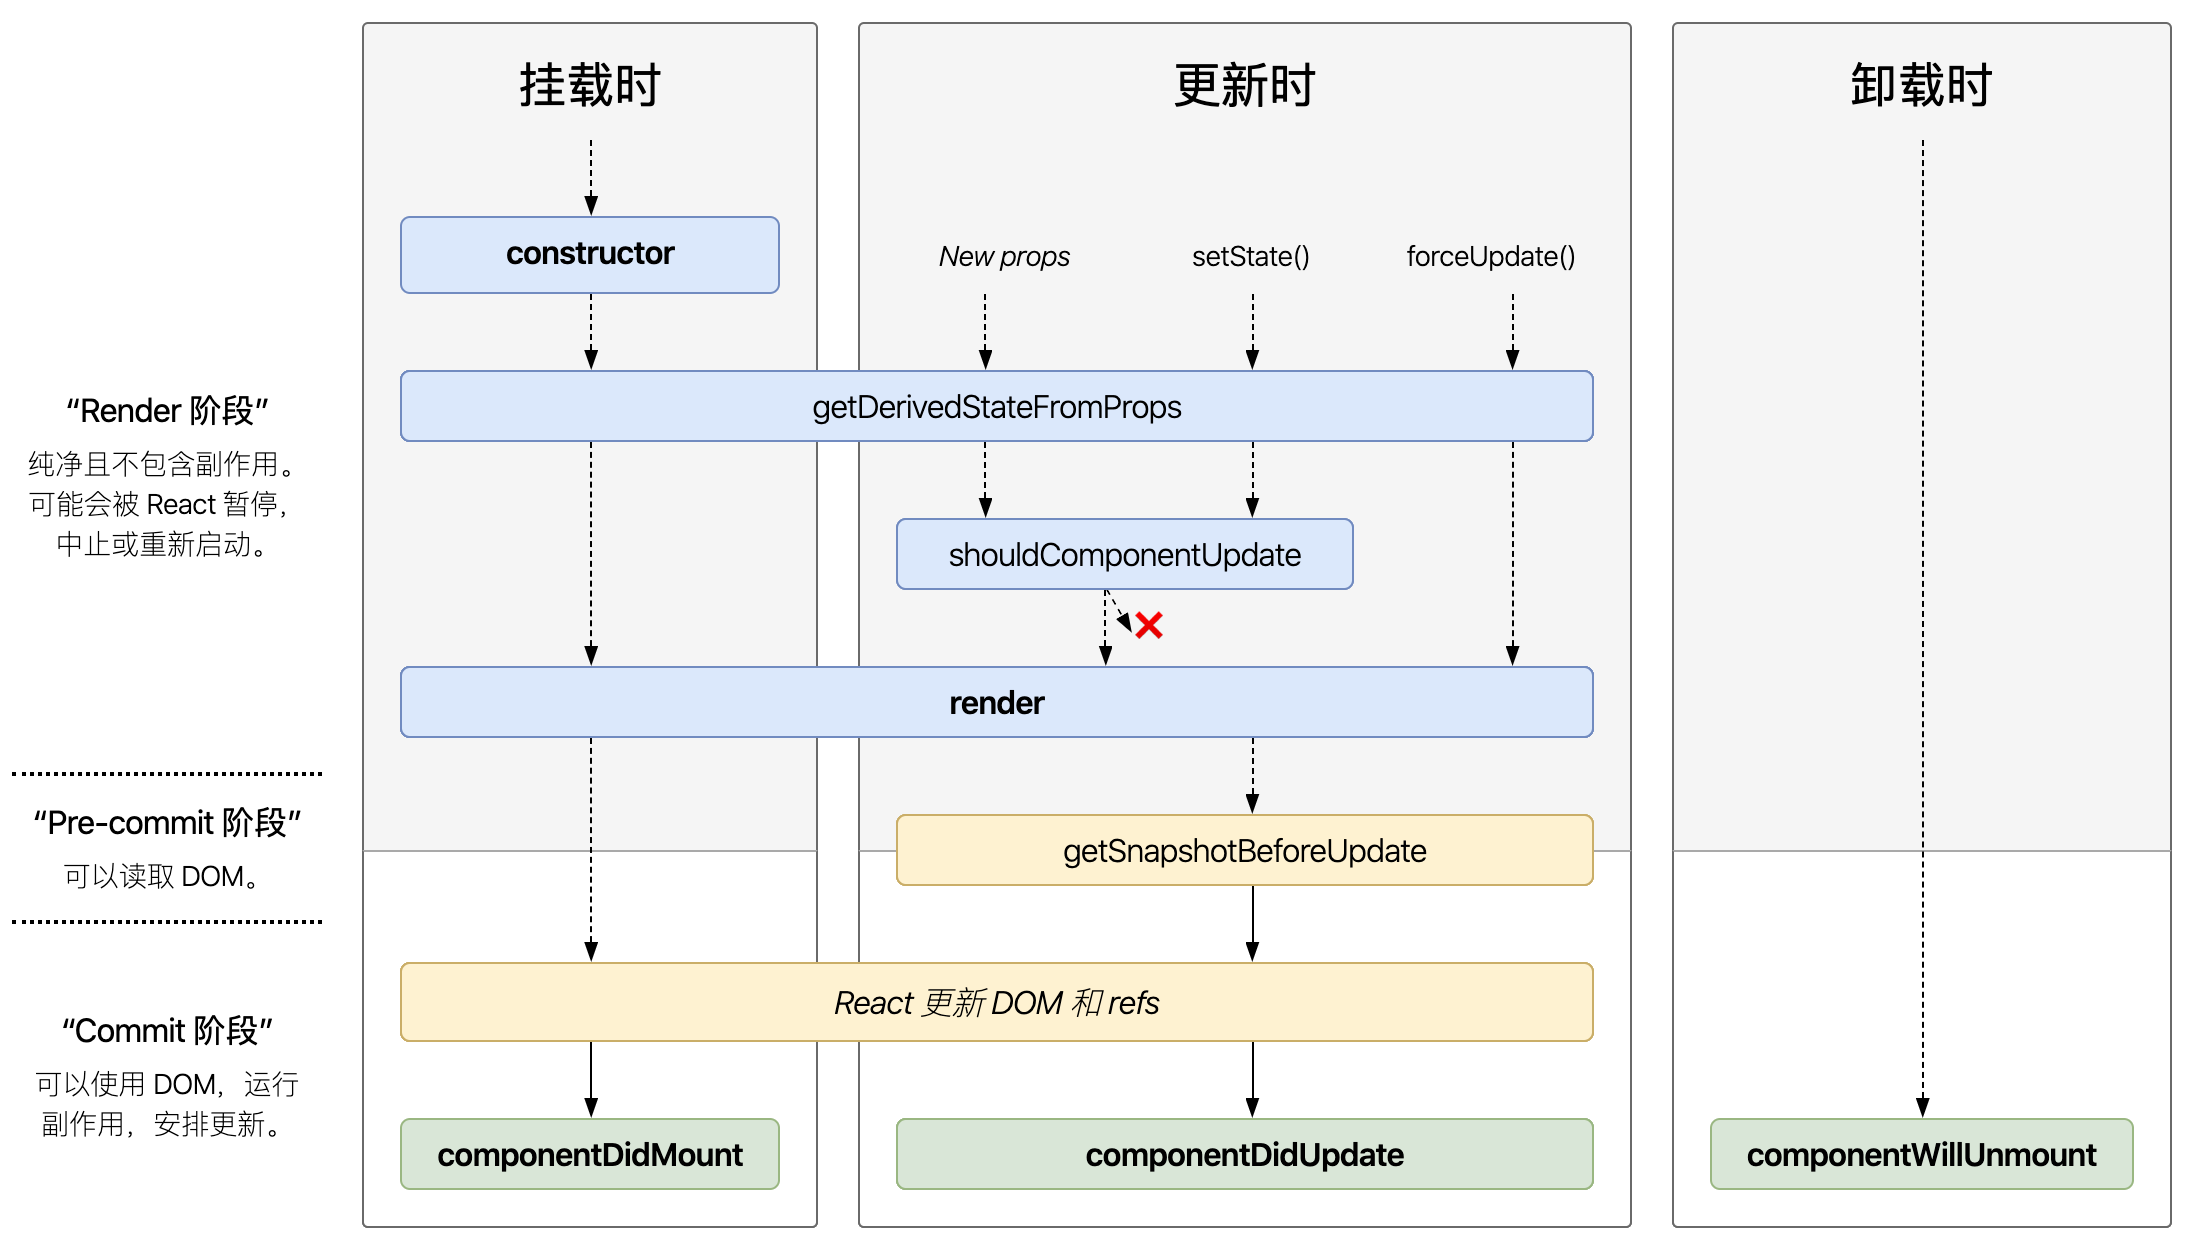 挂载时
更新时
卸载时
constructor
New props
setState()
forceUpdate()
“Render 阶段”
纯净且不包含副作用。
可能会被 React 暂停，
中止或重新启动。
getDerivedStateFromProps
shouldComponentUpdate
render
“Pre-commit 阶段”
可以读取 DOM。
getSnapshotBeforeUpdate
“Commit 阶段”
可以使用 DOM，运行
副作用，安排更新。
React 更新 DOM 和 refs
componentDidMount
componentDidUpdate
componentWillUnmount